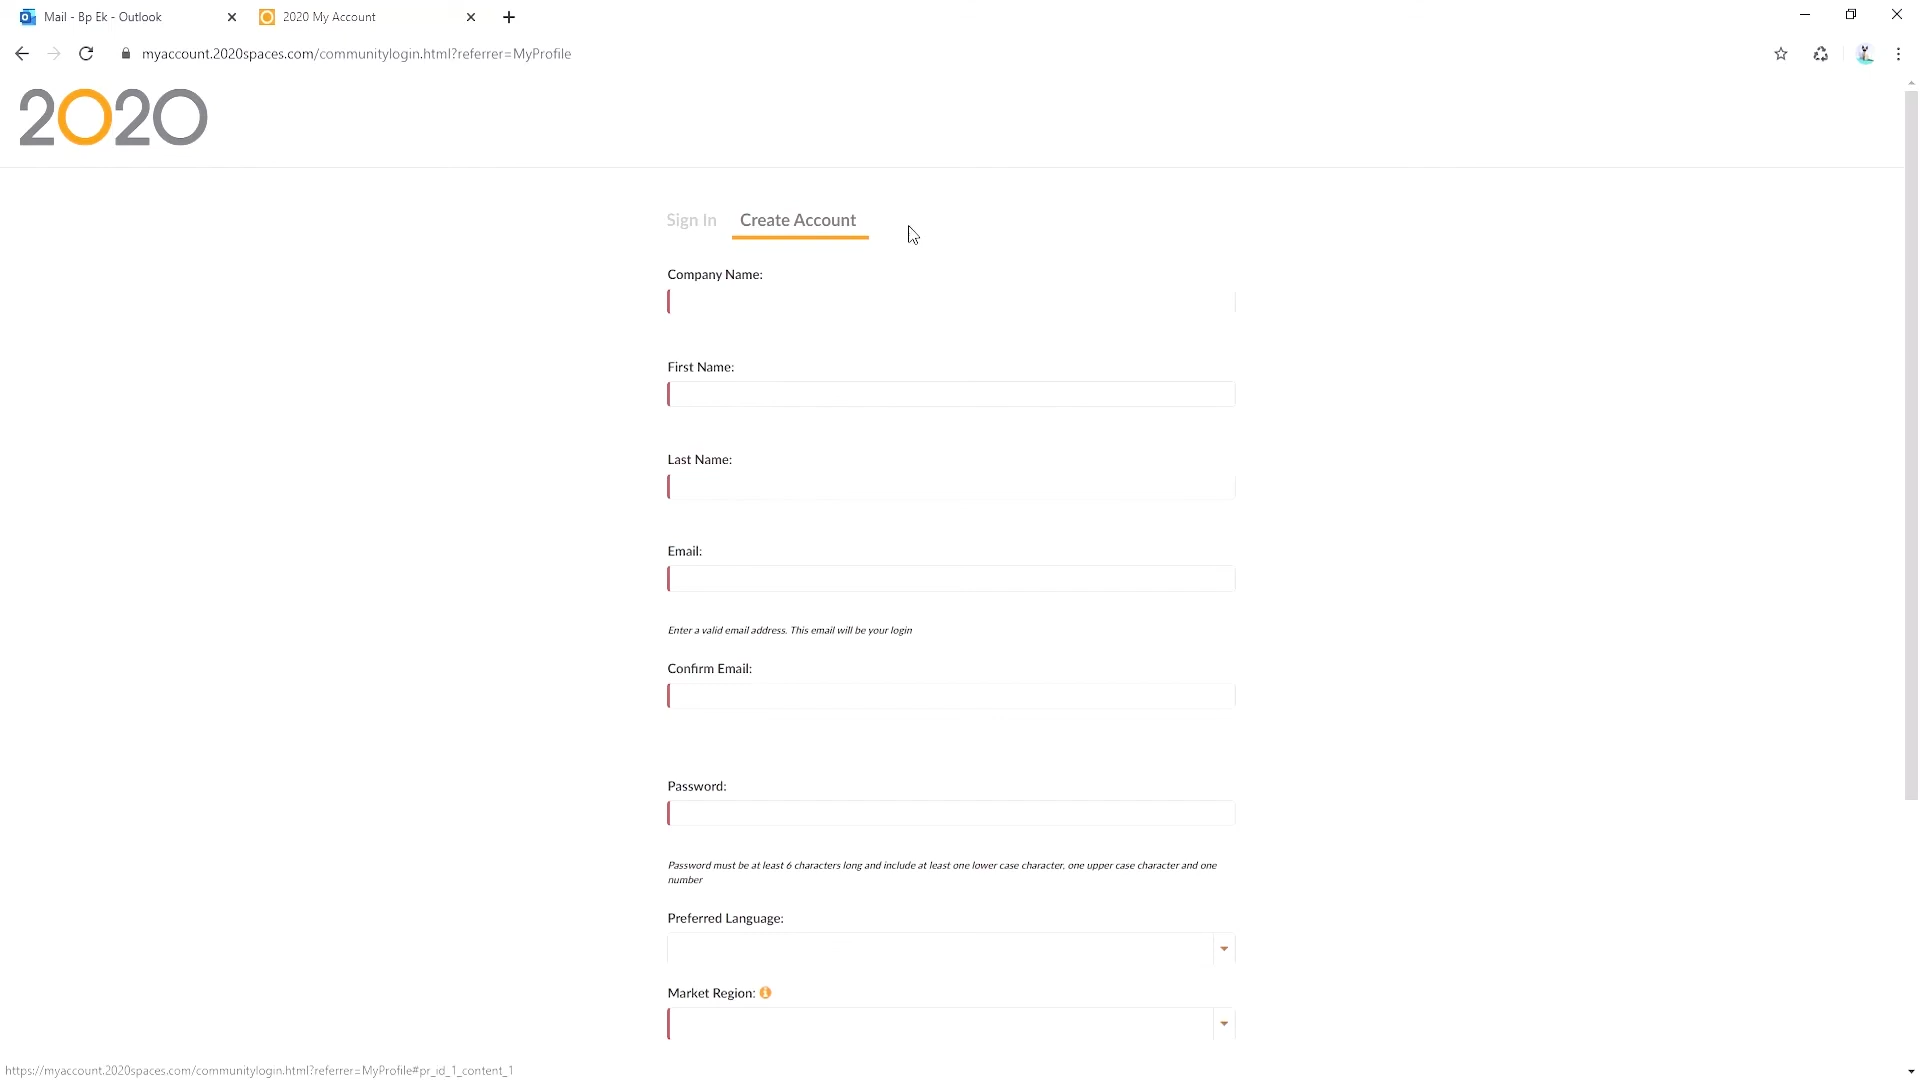 Mail - Bp Ek - Outlook
2020 My Account
myaccount.2020spaces.com/communitylogin.html?referrer=MyProfile
2020
Sign In
Create Account
Company Name:
First Name:
Last Name:
Email:
Enter a valid email address. This email will be your login
Confirm Email:
Password:
Password must be at least 6 characters long and include at least one lower case character, one upper case character and one
number
Preferred Language:
Market Region:
https://myaccount.2020spaces.com/communitylogin.html?referrer=MyProfile#pr_id_1_content_1